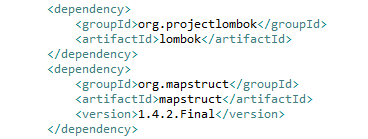 <dependency>
<groupId>org.projectlombok</groupId>
<artifactId>lombok</artifactId>
</dependency>
<dependency>
<groupId>org.mapstruct</groupId>
<artifactId>mapstruct</artifactId>
<version>1.4.2.Final</version>
</dependency>